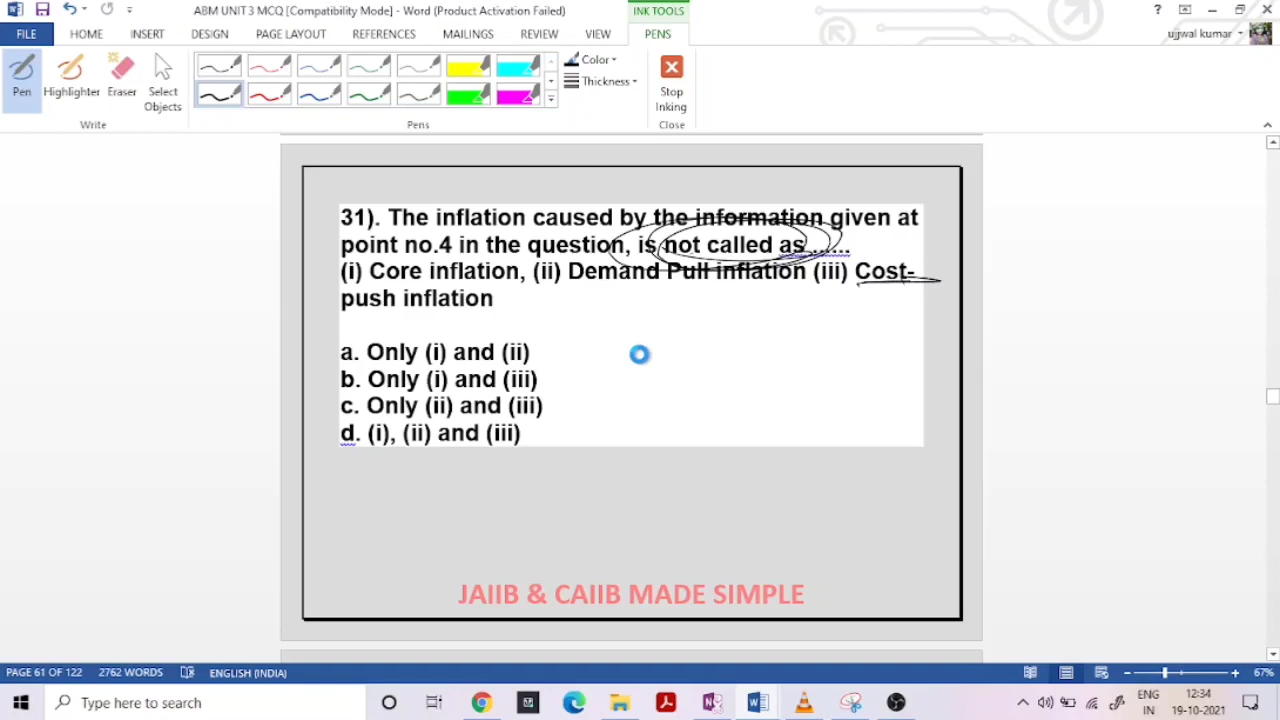 ABM UNIT 3 MCQ [Compatibility Mode] - Word (Product Activation Failed)
INK TOOLS
?
FILE
HOME
INSERT
DESIGN
PAGE LAYOUT
REFERENCES
MAILINGS
REVIEW
VIEW
PENS
ujjwal kumar
Pen
Highlighter
Eraser
Select
Objects
Color
Thickness
Stop
Inking
Write
Pens
Close
31). The inflation caused by the information given at
point no.4 in the question, is not called as ......
(i) Core inflation, (ii) Demand Pull inflation (iii) Cost-
push inflation
a. Only (i) and (ii)
b. Only (i) and (iii)
c. Only (ii) and (iii)
d. (i), (ii) and (iii)
JAIIB & CAIIB MADE SIMPLE
PAGE 61 OF 122
2762 WORDS
ENGLISH (INDIA)
67%
Type here to search
ENG
IN
12:34
19-10-2021